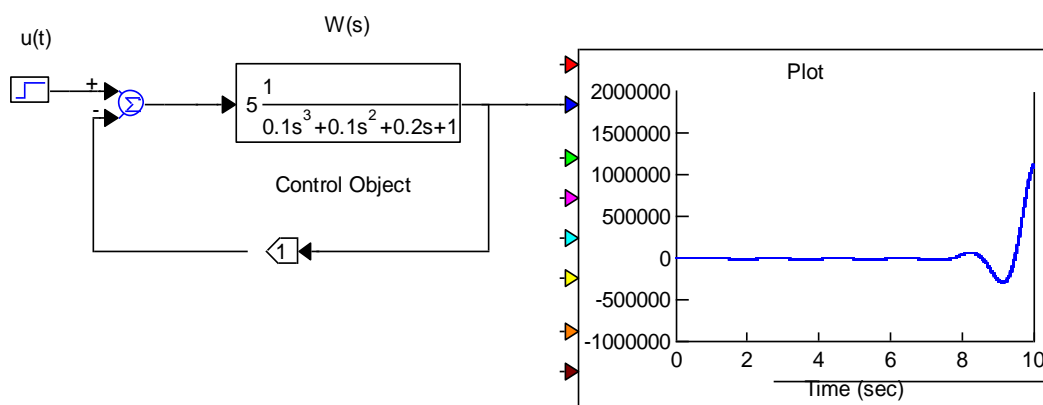 W(s)
u(t)
+
-
Σ
5
1
0.1s³+0.1s²+0.2s+1
Control Object
1
Plot
2000000
1500000
1000000
500000
0
-500000
-1000000
0 2 4 6 8 10
Time (sec)